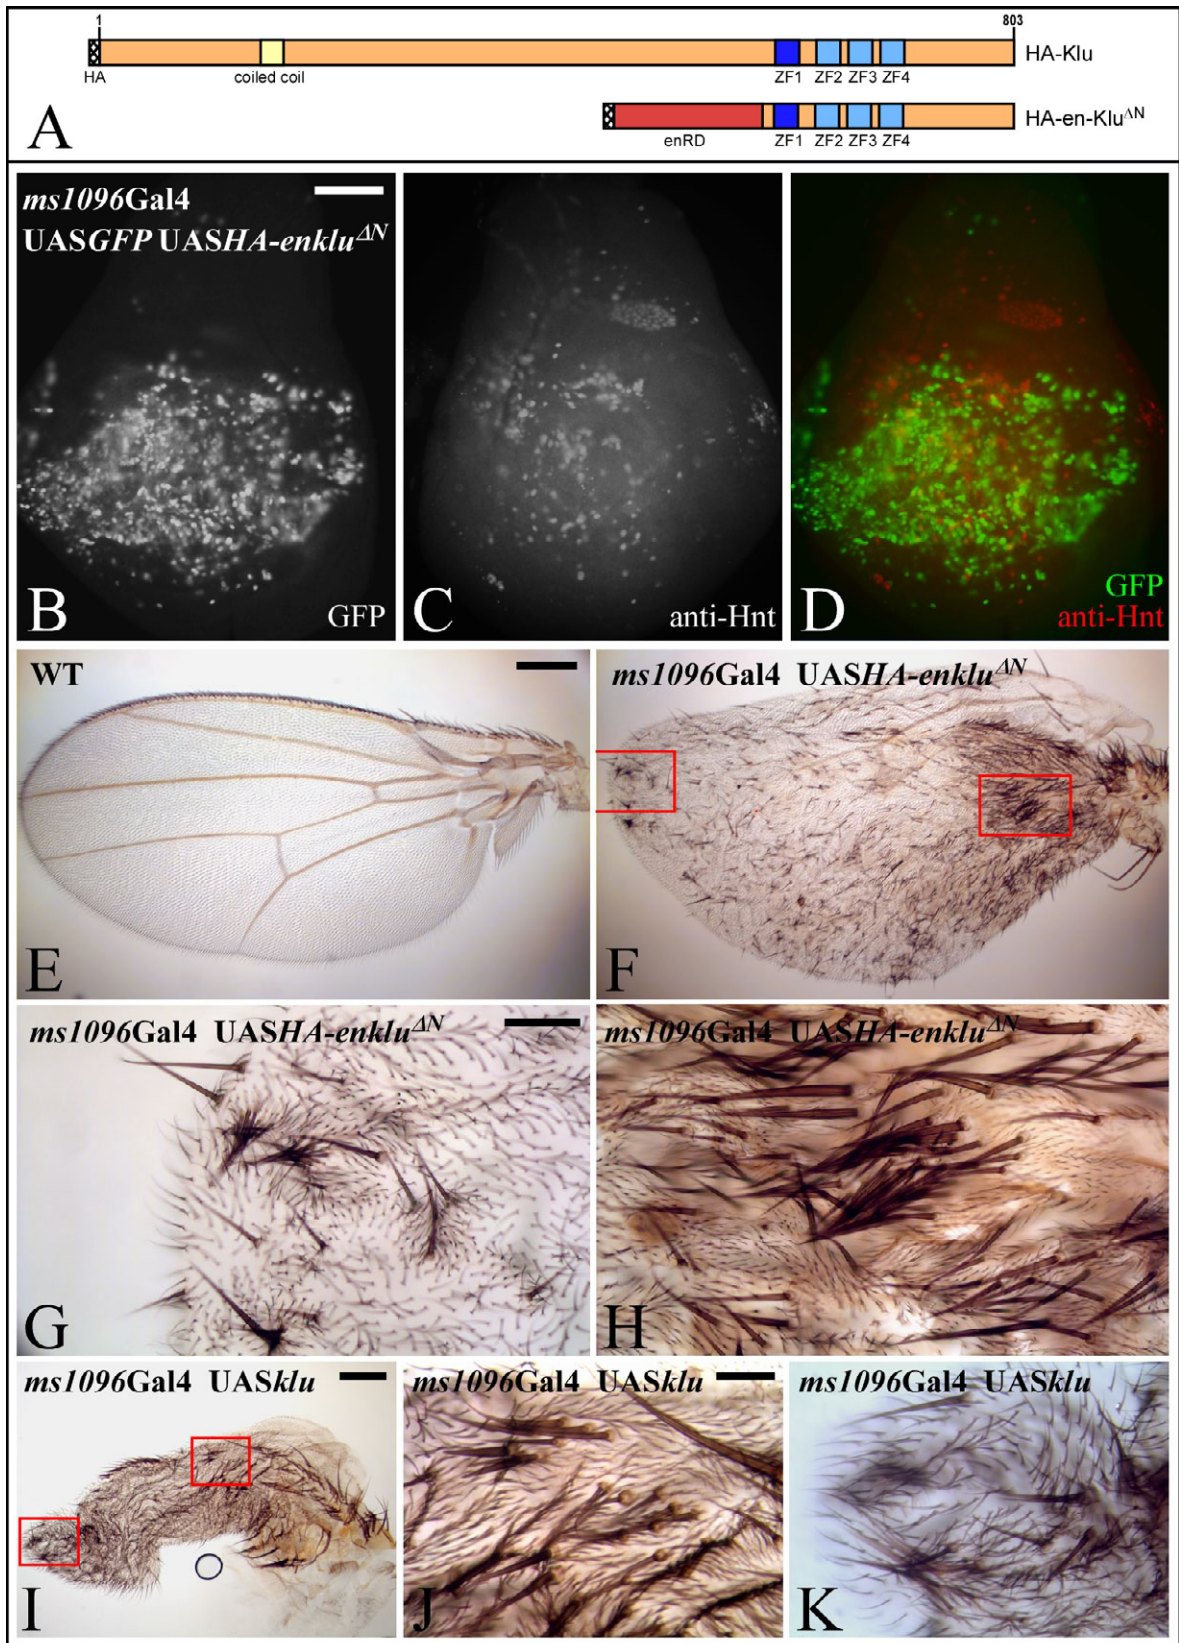 1 803
HA-Klu
HA coiled coil ZF1 ZF2 ZF3 ZF4
HA-en-Klu^ΔN
enRD ZF1 ZF2 ZF3 ZF4
A
ms1096Gal4
UASGFP UASHA-enklu^ΔN
B GFP
C anti-Hnt
GFP
D anti-Hnt
WT
E
ms1096Gal4 UASHA-enklu^ΔN
F
ms1096Gal4 UASHA-enklu^ΔN
G
ms1096Gal4 UASHA-enklu^ΔN
H
ms1096Gal4 UASklu
I
ms1096Gal4 UASklu
J
ms1096Gal4 UASklu
K